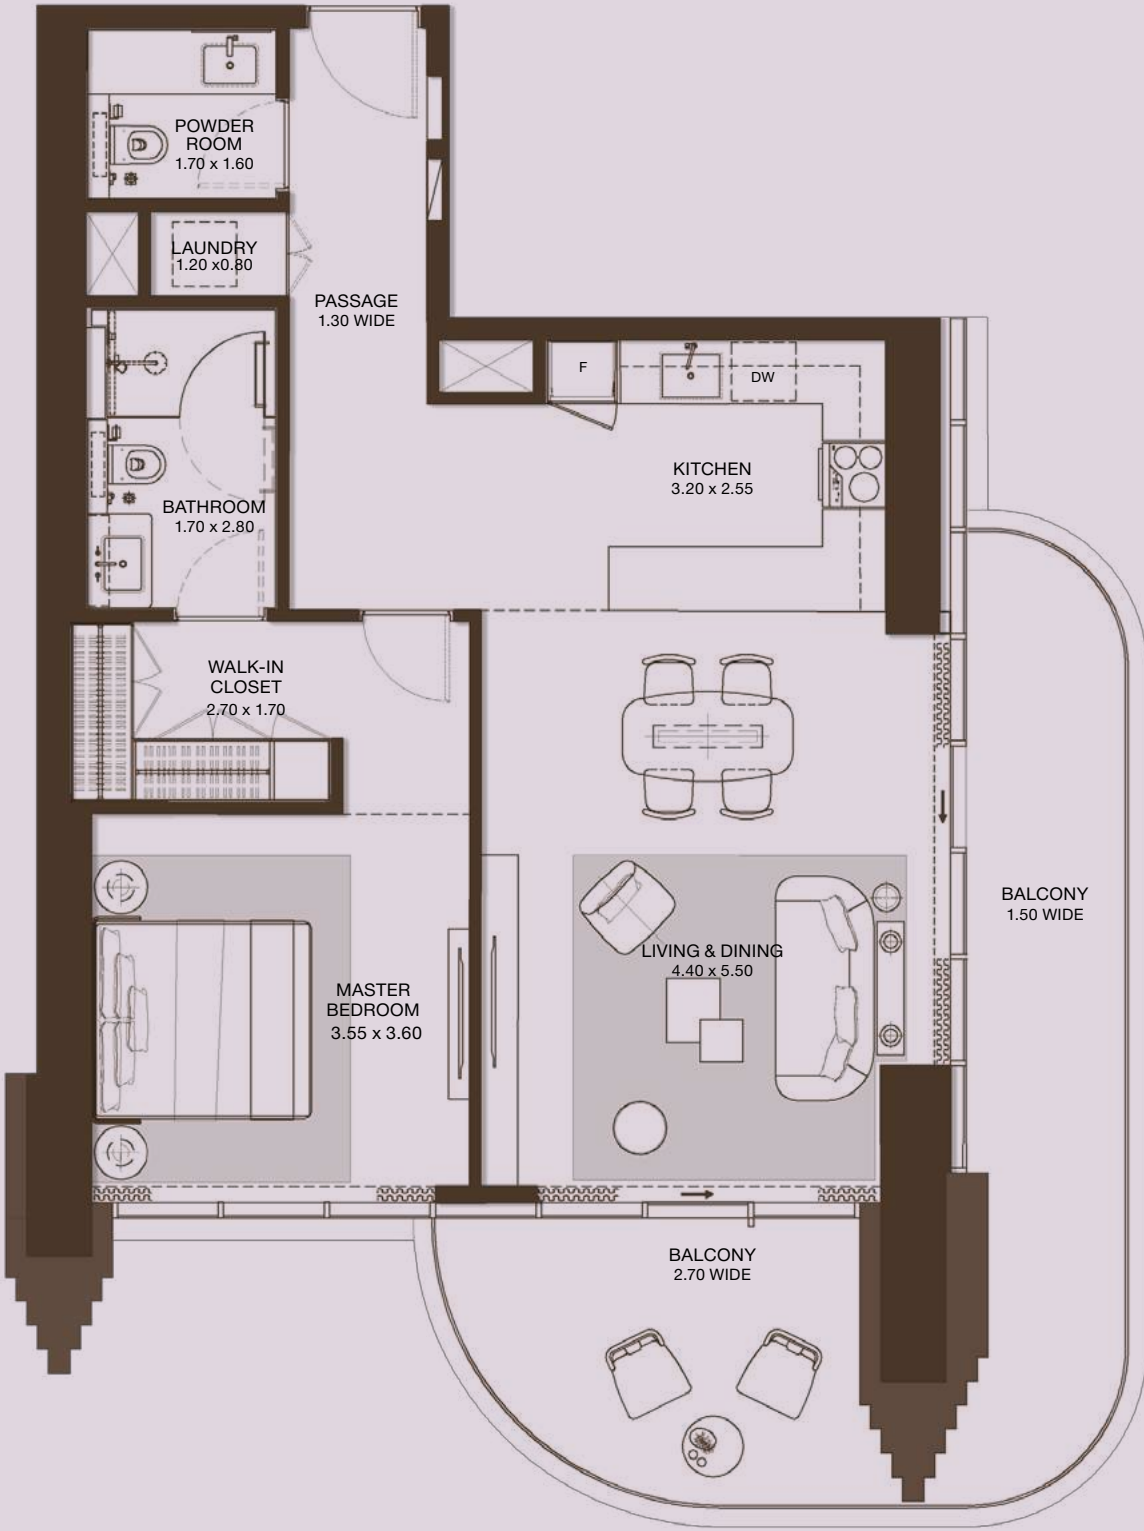 POWDER
ROOM
1.70 x 1.60
LAUNDRY
1.20 x0.80
PASSAGE
1.30 WIDE
F
DW
KITCHEN
3.20 x 2.55
BATHROOM
1.70 x 2.80
WALK-IN
CLOSET
2.70 x 1.70
BALCONY
1.50 WIDE
LIVING & DINING
4.40 x 5.50
MASTER
BEDROOM
3.55 x 3.60
BALCONY
2.70 WIDE